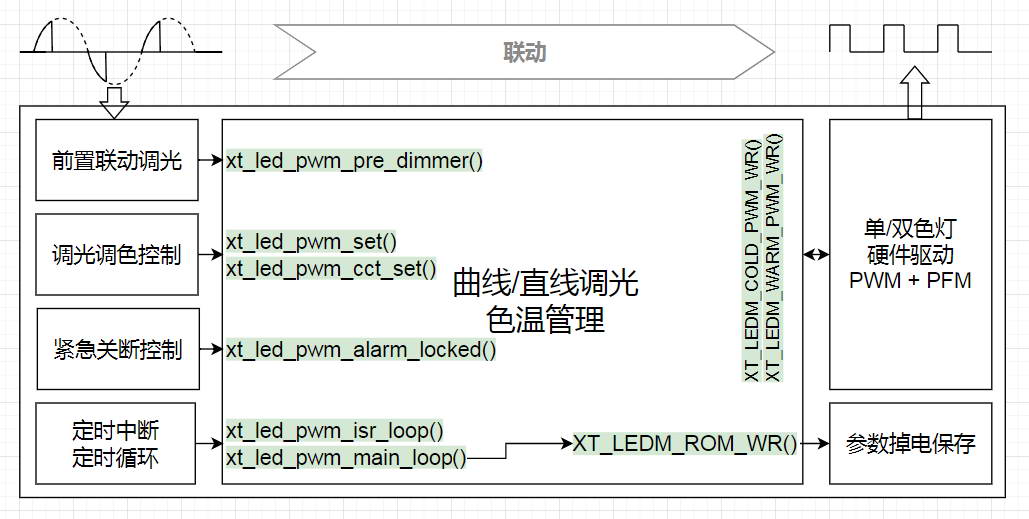 联动
前置联动调光
xt_led_pwm_pre_dimmer()
调光调色控制
xt_led_pwm_set()
xt_led_pwm_cct_set()
紧急关断控制
xt_led_pwm_alarm_locked()
定时中断
定时循环
xt_led_pwm_isr_loop()
xt_led_pwm_main_loop()
曲线/直线调光
色温管理
XT_LEDM_COLD_PWM_WR()
XT_LEDM_WARM_PWM_WR()
XT_LEDM_ROM_WR()
单/双色灯
硬件驱动
PWM + PFM
参数掉电保存